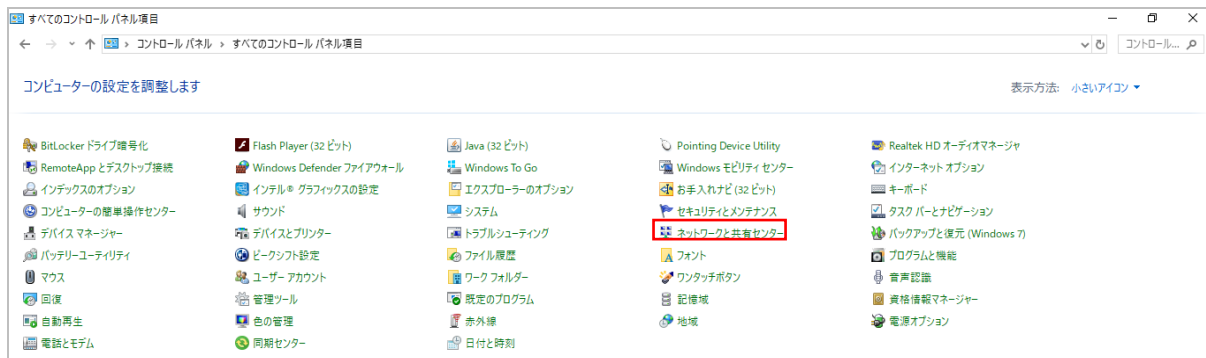 すべてのコントロール パネル項目
コントロール パネル › すべてのコントロール パネル項目
コントロール...
コンピューターの設定を調整します
表示方法: 小さいアイコン
BitLocker ドライブ暗号化 Flash Player (32 ビット) Java (32 ビット) Pointing Device Utility Realtek HD オーディオマネージャ
RemoteApp とデスクトップ接続 Windows Defender ファイアウォール Windows To Go Windows モビリティ センター インターネット オプション
インデックスのオプション インテル® グラフィックスの設定 エクスプローラーのオプション お手入れナビ (32 ビット) キーボード
コンピューターの簡単操作センター サウンド システム セキュリティとメンテナンス タスク バーとナビゲーション
デバイス マネージャー デバイスとプリンター トラブルシューティング ネットワークと共有センター バックアップと復元 (Windows 7)
バッテリーユーティリティ ピークシフト設定 ファイル履歴 フォント プログラムと機能
マウス ユーザー アカウント ワーク フォルダー ワンタッチボタン 音声認識
回復 管理ツール 既定のプログラム 記憶域 資格情報マネージャー
自動再生 色の管理 赤外線 地域 電源オプション
電話とモデム 同期センター 日付と時刻